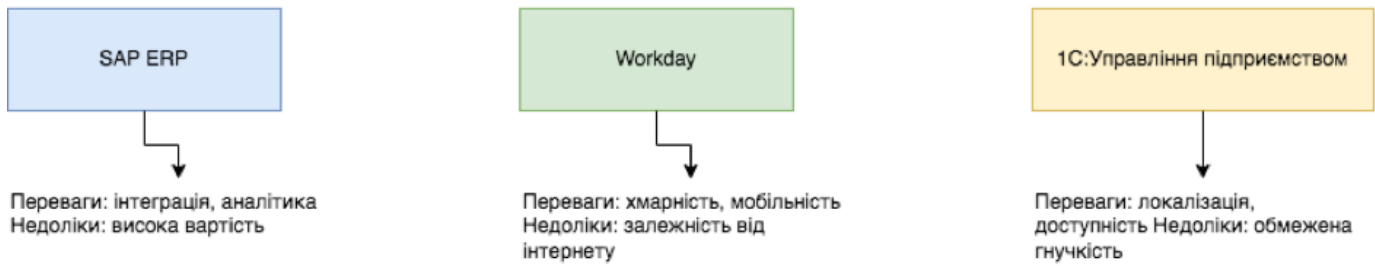 SAP ERP
Workday
1С:Управління підприємством
Переваги: інтеграція, аналітика
Недоліки: висока вартість
Переваги: хмарність, мобільність
Недоліки: залежність від
інтернету
Переваги: локалізація,
доступність Недоліки: обмежена
гнучкість